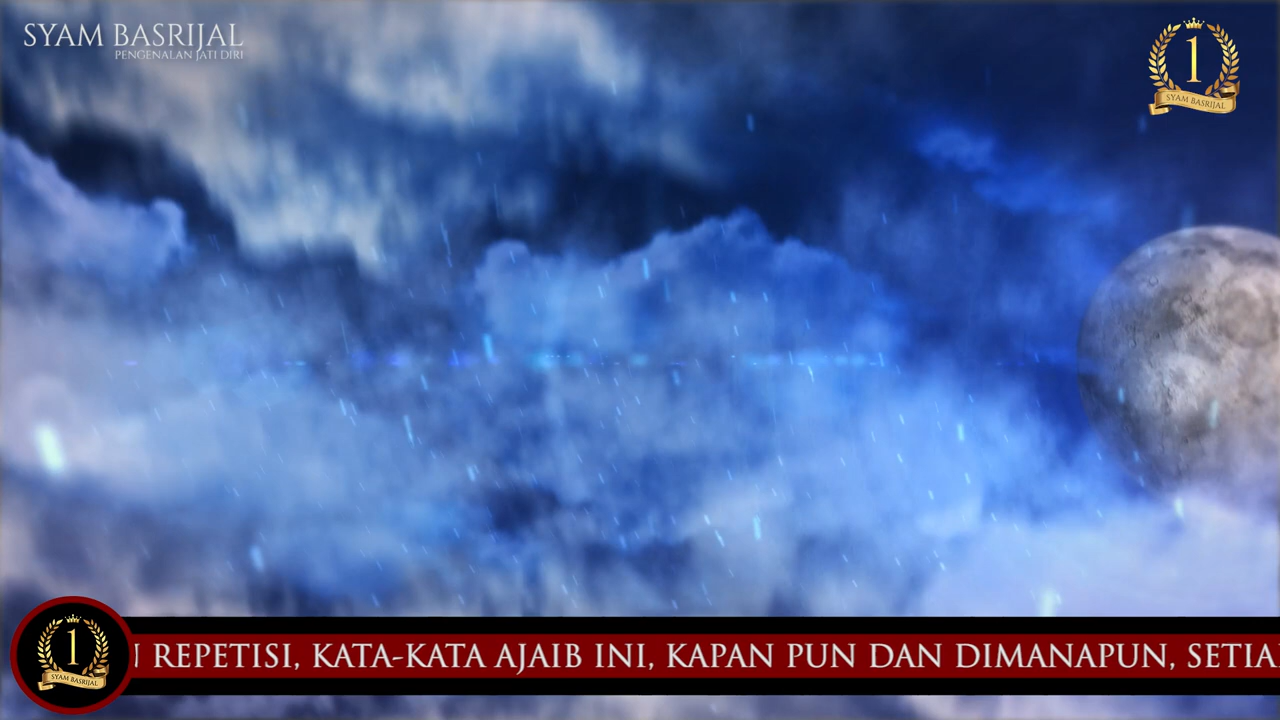 SYAM BASRIJAL
PENGENALAN JATI DIRI
1
SYAM BASRIJAL
1
SYAM BASRIJAL
REPETISI, KATA-KATA AJAIB INI, KAPAN PUN DAN DIMANAPUN,